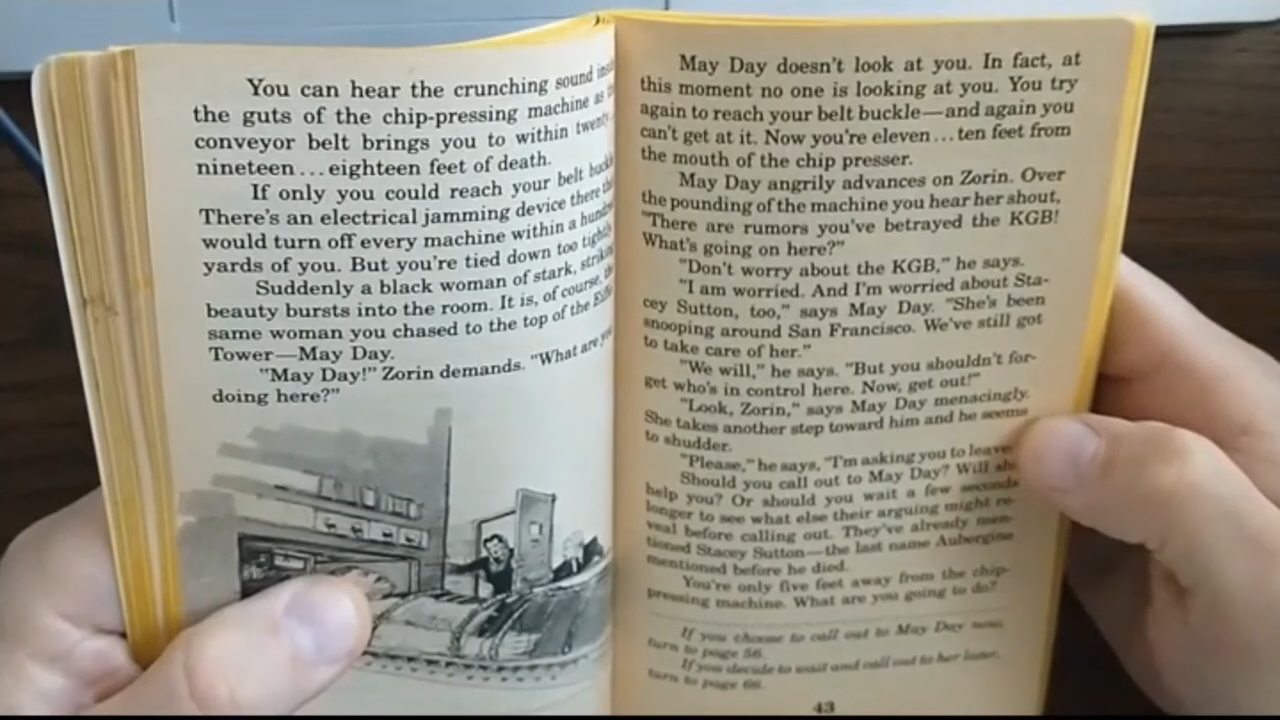 You can hear the crunching sound
the guts of the chip-pressing machine as
conveyor belt brings you to within twenty-
nineteen...eighteen feet of death.
If only you could reach your belt
There's an electrical jamming device there
would turn off every machine within a
yards of you. But you're tied down too tightly
Suddenly a black woman of stark,
beauty bursts into the room. It is, of course,
same woman you chased to the top of the
Tower—May Day.
"May Day!" Zorin demands. "What are
doing here?"
May Day doesn't look at you. In fact, at
this moment no one is looking at you. You try
again to reach your belt buckle—and again you
can't get at it. Now you're eleven...ten feet from
the mouth of the chip presser.
May Day angrily advances on Zorin. Over
the pounding of the machine you hear her shout,
"There are rumors you've betrayed the KGB!
What's going on here?"
"Don't worry about the KGB," he says.
"I am worried. And I'm worried about Sta-
cey Sutton, too," says May Day. "She's been
snooping around San Francisco. We've still got
to take care of her."
"We will," he says. "But you shouldn't for-
get who's in control here. Now, get out!"
"Look, Zorin," says May Day menacingly.
She takes another step toward him and he seems
to shudder.
"Please," he says, "I'm asking you to leave
Should you call out to May Day? Will she
help you? Or should you wait a few seconds
longer to see what else their arguing might re-
veal before calling out. They've already men-
tioned Stacey Sutton—the last name Aubergine
mentioned before he died.
You're only five feet away from the chip-
pressing machine. What are you going to do?
If you choose to call out to May Day now,
turn to page 56.
If you decide to wait and call out to her later,
turn to page 66.
43